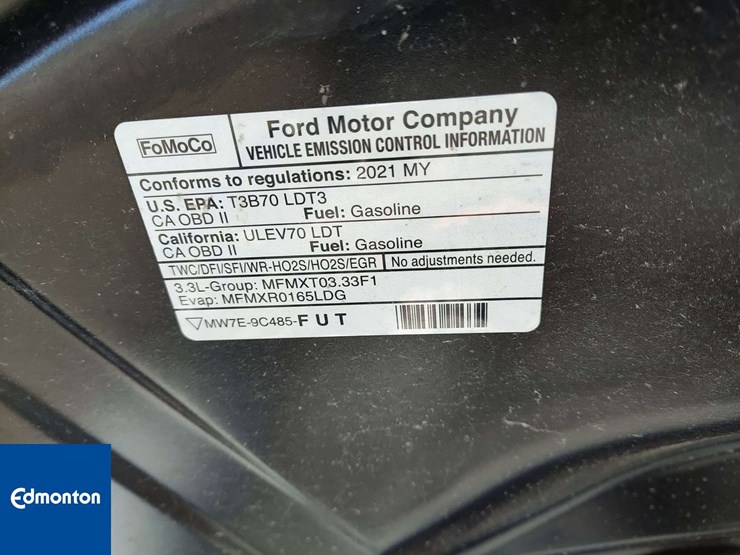 FoMoCo
Ford Motor Company
VEHICLE EMISSION CONTROL INFORMATION
Conforms to regulations: 2021 MY
U.S. EPA: T3B70 LDT3
CA OBD II Fuel: Gasoline
California: ULEV70 LDT
CA OBD II Fuel: Gasoline
TWC/DFI/SFI/WR-HO2S/HO2S/EGR No adjustments needed.
3.3L-Group: MFMXT03.33F1
Evap: MFMXR0165LDG
MW7E-9C485-F U T
Edmonton